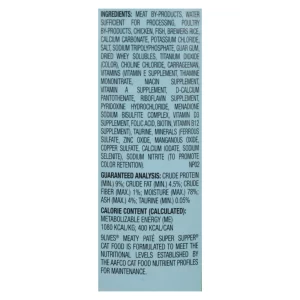 INGREDIENTS: MEAT BY-PRODUCTS, WATER
SUFFICIENT FOR PROCESSING, POULTRY
BY-PRODUCTS, CHICKEN, FISH, BREWERS RICE,
CALCIUM CARBONATE, POTASSIUM CHLORIDE,
SALT, SODIUM TRIPOLYPHOSPHATE, GUAR GUM,
DRIED WHEY SOLUBLES, TITANIUM DIOXIDE
(COLOR), CHOLINE CHLORIDE, CARRAGEENAN,
VITAMINS (VITAMIN E SUPPLEMENT, THIAMINE
MONONITRATE, NIACIN SUPPLEMENT,
VITAMIN A SUPPLEMENT, D-CALCIUM
PANTOTHENATE, RIBOFLAVIN SUPPLEMENT,
PYRIDOXINE HYDROCHLORIDE, MENADIONE
SODIUM BISULFITE COMPLEX, VITAMIN D3
SUPPLEMENT, FOLIC ACID, BIOTIN, VITAMIN B12
SUPPLEMENT), TAURINE, MINERALS (FERROUS
SULFATE, ZINC OXIDE, MANGANOUS OXIDE,
COPPER SULFATE, CALCIUM IODATE, SODIUM
SELENITE), SODIUM NITRITE (TO PROMOTE
COLOR RETENTION).
GUARANTEED ANALYSIS: CRUDE PROTEIN
(MIN.) 9%; CRUDE FAT (MIN.) 4.5%; CRUDE
FIBER (MAX.) 1%; MOISTURE (MAX.) 78%;
ASH (MAX.) 4%; TAURINE (MIN.) 0.05%
CALORIE CONTENT (CALCULATED):
METABOLIZABLE ENERGY (ME)
1080 KCAL/KG, 400 KCAL/CAN
9LIVES® MEATY PATÉ SUPER SUPPER®
CAT FOOD IS FORMULATED TO MEET THE
NUTRITIONAL LEVELS ESTABLISHED BY
THE AAFCO CAT FOOD NUTRIENT PROFILES
FOR MAINTENANCE.